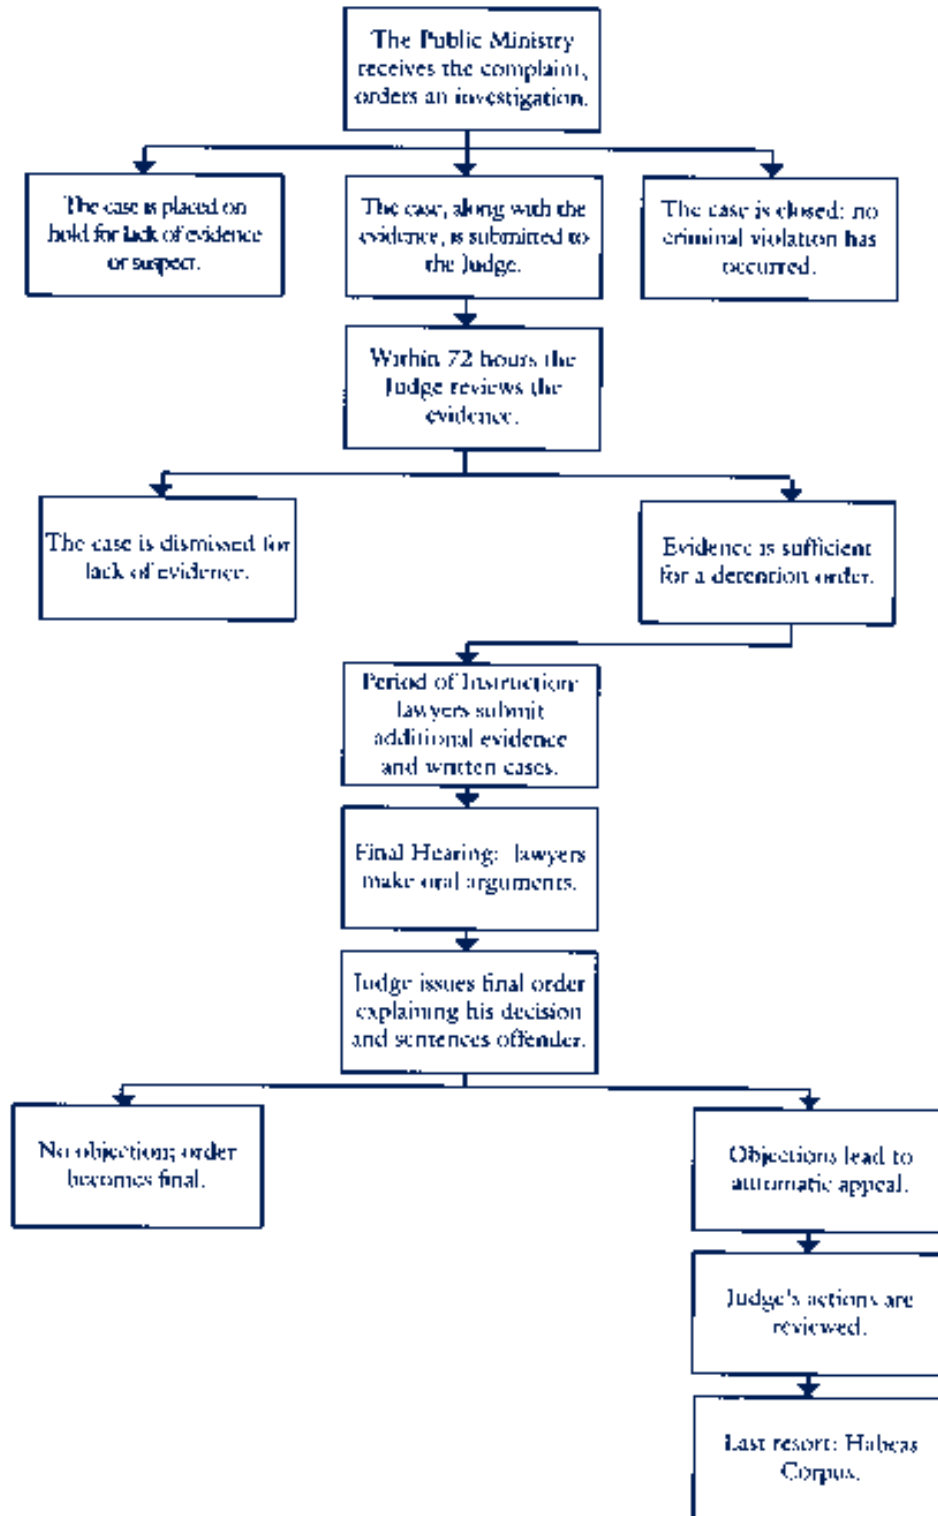 The Public Ministry
receives the complaint,
orders an investigation.
The case is placed on
hold for lack of evidence
or suspect.
The case, along with the
evidence, is submitted to
the Judge.
The case is closed: no
criminal violation has
occurred.
Within 72 hours the
Judge reviews the
evidence.
The case is dismissed for
lack of evidence.
Evidence is sufficient
for a detention order.
Period of Instruction:
lawyers submit
additional evidence
and written cases.
Final Hearing: lawyers
make oral arguments.
Judge issues final order
explaining his decision
and sentences offender.
No objection; order
becomes final.
Objections lead to
automatic appeal.
Judge's actions are
reviewed.
Last resort: Habeas
Corpus.